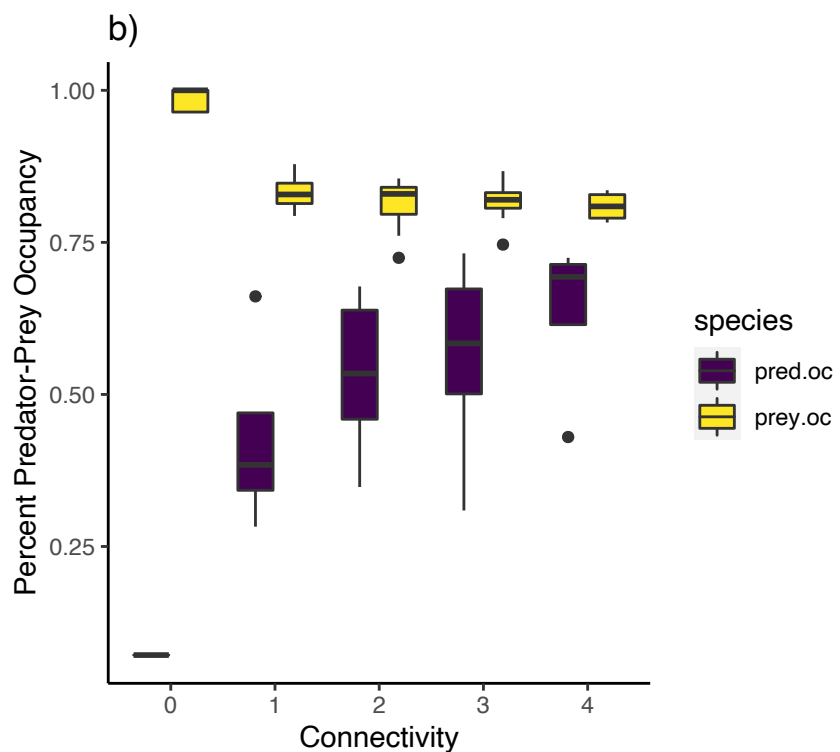 b)
Percent Predator-Prey Occupancy
1.00
0.75
0.50
0.25
0 1 2 3 4
Connectivity
species
pred.oc
prey.oc